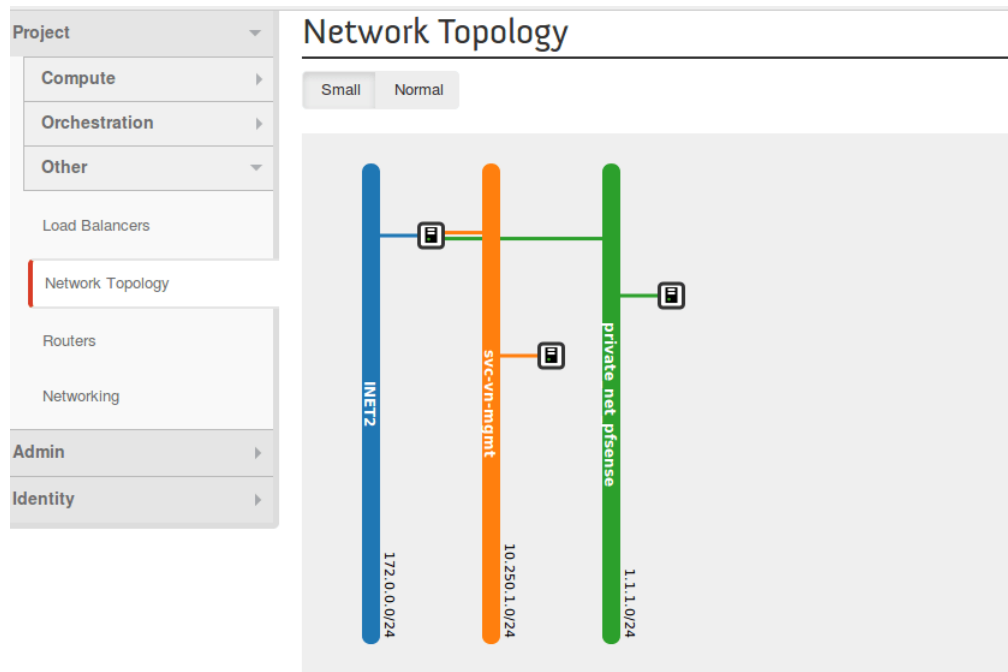 Project
Compute
Orchestration
Other
Load Balancers
Network Topology
Routers
Networking
Admin
Identity
Network Topology
Small
Normal
INET2
172.0.0.0/24
svc-vn-mgmt
10.250.1.0/24
private_net_pfsense
1.1.1.0/24